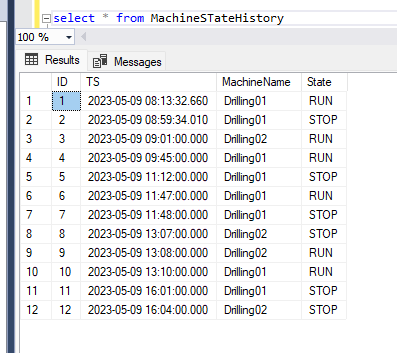 select * from MachineSTateHistory
100 %
Results Messages
ID TS MachineName State
1 1 2023-05-09 08:13:32.660 Drilling01 RUN
2 2 2023-05-09 08:59:34.010 Drilling01 STOP
3 3 2023-05-09 09:01:00.000 Drilling02 RUN
4 4 2023-05-09 09:45:00.000 Drilling01 RUN
5 5 2023-05-09 11:12:00.000 Drilling01 STOP
6 6 2023-05-09 11:47:00.000 Drilling01 RUN
7 7 2023-05-09 11:48:00.000 Drilling01 STOP
8 8 2023-05-09 13:07:00.000 Drilling02 STOP
9 9 2023-05-09 13:08:00.000 Drilling02 RUN
10 10 2023-05-09 13:10:00.000 Drilling01 RUN
11 11 2023-05-09 16:01:00.000 Drilling01 STOP
12 12 2023-05-09 16:04:00.000 Drilling02 STOP